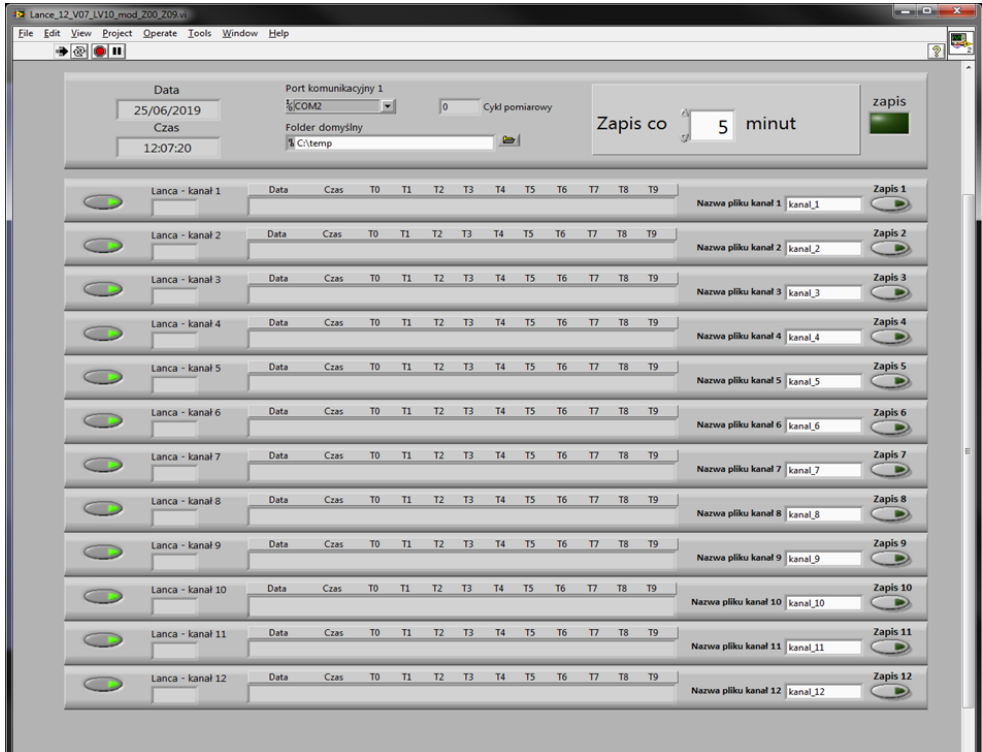 Lance_12_V07_LV10_mod_Z00_Z09.vi
File Edit View Project Operate Tools Window Help
2
Data
25/06/2019
Czas
12:07:20
Port komunikacyjny 1
COM2
0 Cykl pomiarowy
Folder domyślny
C:\temp
Zapis co 5 minut
zapis
Lanca - kanał 1 Data Czas T0 T1 T2 T3 T4 T5 T6 T7 T8 T9 Zapis 1
Nazwa pliku kanał 1 kanal_1
Lanca - kanał 2 Data Czas T0 T1 T2 T3 T4 T5 T6 T7 T8 T9 Zapis 2
Nazwa pliku kanał 2 kanal_2
Lanca - kanał 3 Data Czas T0 T1 T2 T3 T4 T5 T6 T7 T8 T9 Zapis 3
Nazwa pliku kanał 3 kanal_3
Lanca - kanał 4 Data Czas T0 T1 T2 T3 T4 T5 T6 T7 T8 T9 Zapis 4
Nazwa pliku kanał 4 kanal_4
Lanca - kanał 5 Data Czas T0 T1 T2 T3 T4 T5 T6 T7 T8 T9 Zapis 5
Nazwa pliku kanał 5 kanal_5
Lanca - kanał 6 Data Czas T0 T1 T2 T3 T4 T5 T6 T7 T8 T9 Zapis 6
Nazwa pliku kanał 6 kanal_6
Lanca - kanał 7 Data Czas T0 T1 T2 T3 T4 T5 T6 T7 T8 T9 Zapis 7
Nazwa pliku kanał 7 kanal_7
Lanca - kanał 8 Data Czas T0 T1 T2 T3 T4 T5 T6 T7 T8 T9 Zapis 8
Nazwa pliku kanał 8 kanal_8
Lanca - kanał 9 Data Czas T0 T1 T2 T3 T4 T5 T6 T7 T8 T9 Zapis 9
Nazwa pliku kanał 9 kanal_9
Lanca - kanał 10 Data Czas T0 T1 T2 T3 T4 T5 T6 T7 T8 T9 Zapis 10
Nazwa pliku kanał 10 kanal_10
Lanca - kanał 11 Data Czas T0 T1 T2 T3 T4 T5 T6 T7 T8 T9 Zapis 11
Nazwa pliku kanał 11 kanal_11
Lanca - kanał 12 Data Czas T0 T1 T2 T3 T4 T5 T6 T7 T8 T9 Zapis 12
Nazwa pliku kanał 12 kanal_12